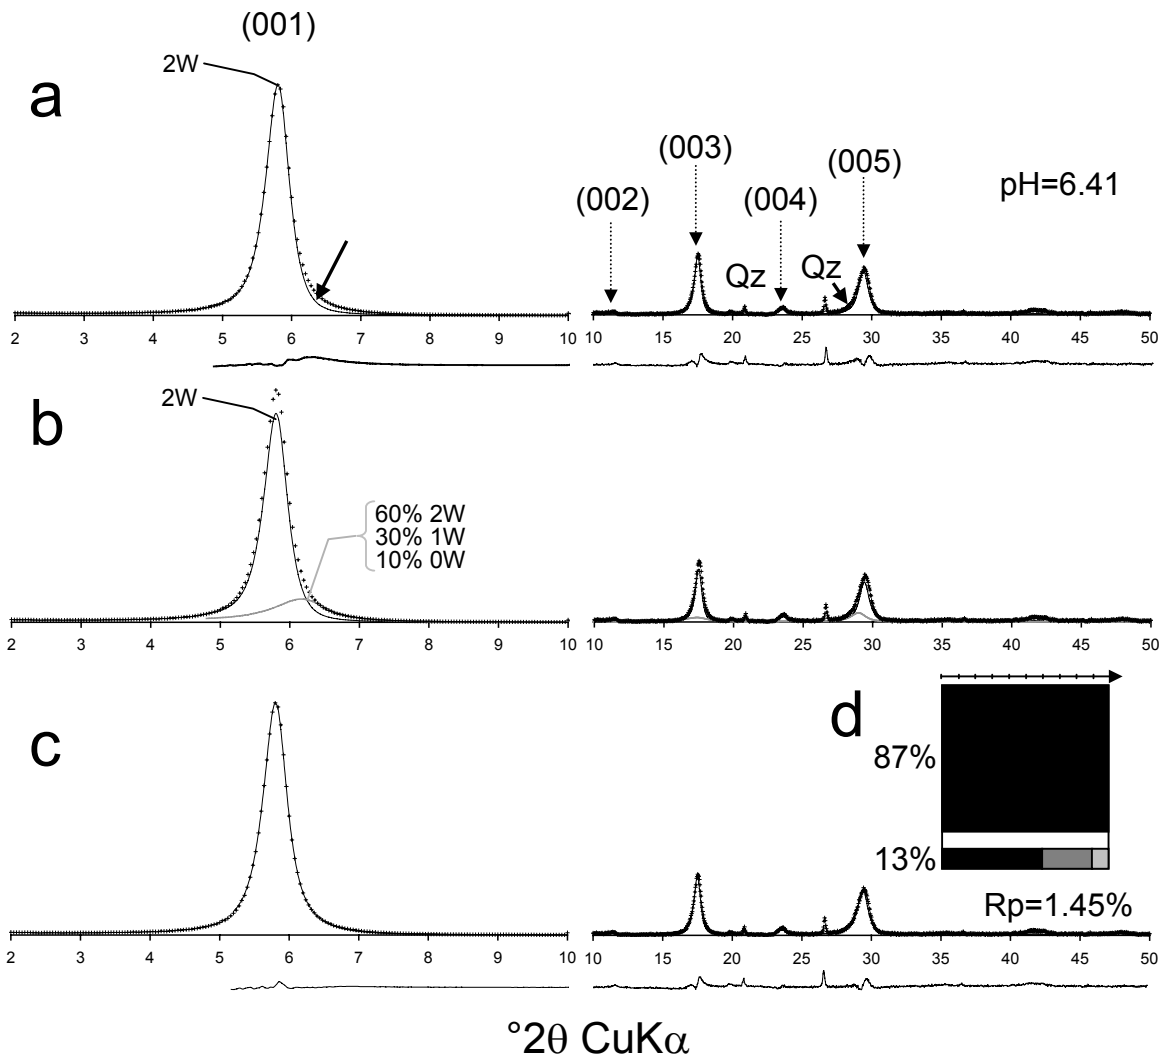 (001)
2W
a
(003)
(005)
(002)
(004)
pH=6.41
Qz
Qz
2 3 4 5 6 7 8 9 10
10 15 20 25 30 35 40 45 50
2W
b
60% 2W
30% 1W
10% 0W
2 3 4 5 6 7 8 9 10
10 15 20 25 30 35 40 45 50
c
d
87%
13%
Rp=1.45%
2 3 4 5 6 7 8 9 10
10 15 20 25 30 35 40 45 50
°2θ CuKα